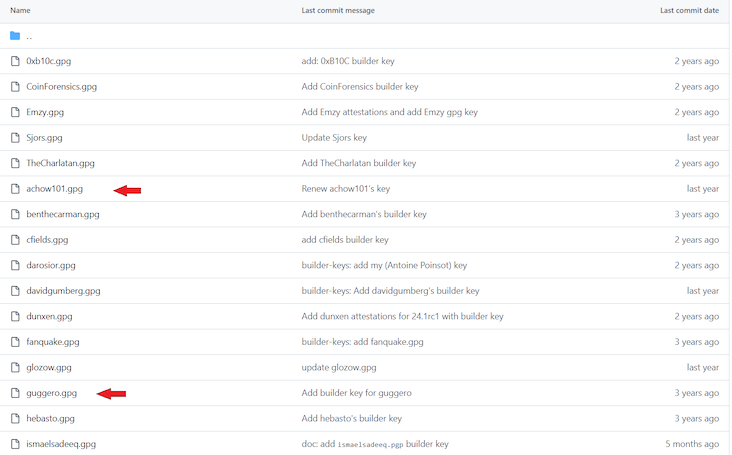 Name Last commit message Last commit date
..
0xb10c.gpg add: 0xB10C builder key 2 years ago
CoinForensics.gpg Add CoinForensics builder key 2 years ago
Emzy.gpg Add Emzy attestations and add Emzy gpg key 2 years ago
Sjors.gpg Update Sjors key last year
TheCharlatan.gpg Add TheCharlatan builder key 2 years ago
achow101.gpg Renew achow101's key last year
benthecarman.gpg Add benthecarman's builder key 3 years ago
cfields.gpg add cfields builder key 2 years ago
darosior.gpg builder-keys: add my (Antoine Poinsot) key 2 years ago
davidgumberg.gpg builder-keys: Add davidgumberg's builder key last year
dunxen.gpg Add dunxen attestations for 24.1rc1 with builder key 2 years ago
fanquake.gpg builder-keys: add fanquake.gpg 3 years ago
glozow.gpg update glozow.gpg last year
guggero.gpg Add builder key for guggero 3 years ago
hebasto.gpg Add hebasto's builder key 3 years ago
ismaelsadeeq.gpg doc: add ismaelsadeeq.pgp builder key 5 months ago